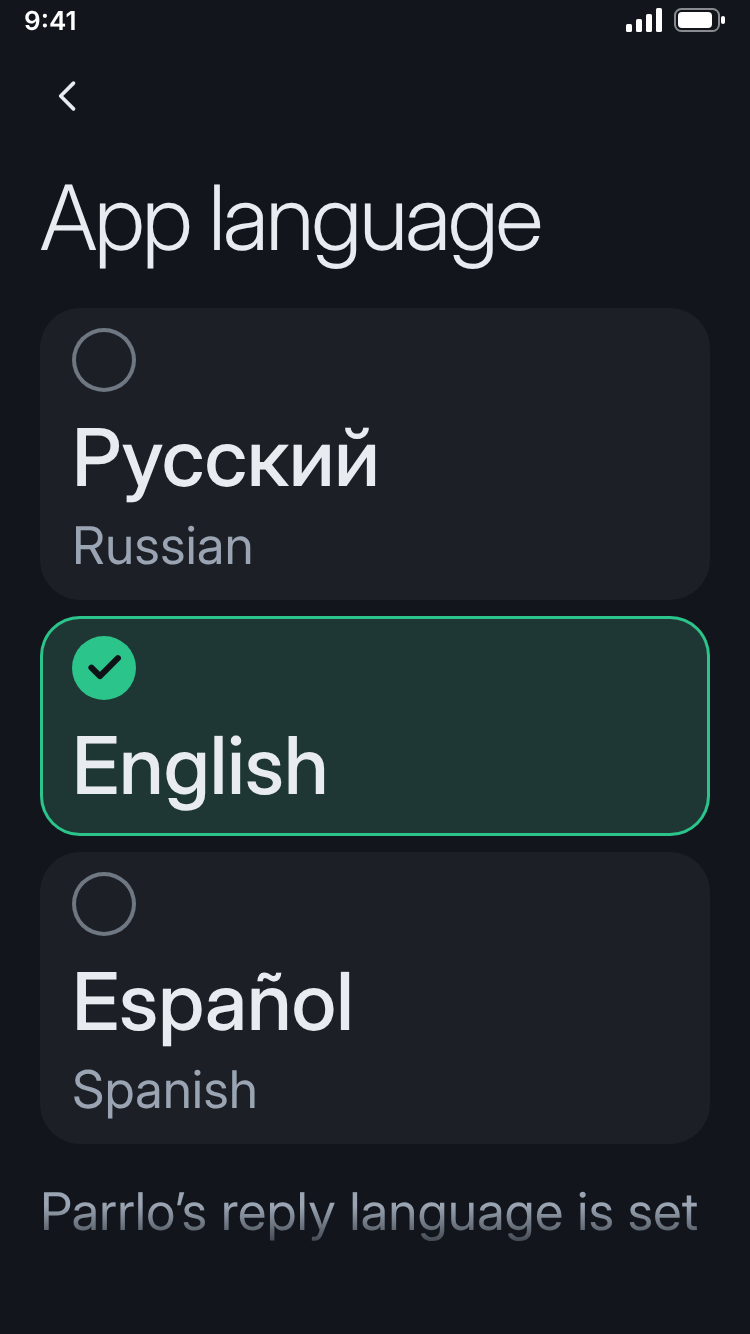 9:41
App language
Русский
Russian
English
Español
Spanish
Parrlo’s reply language is set